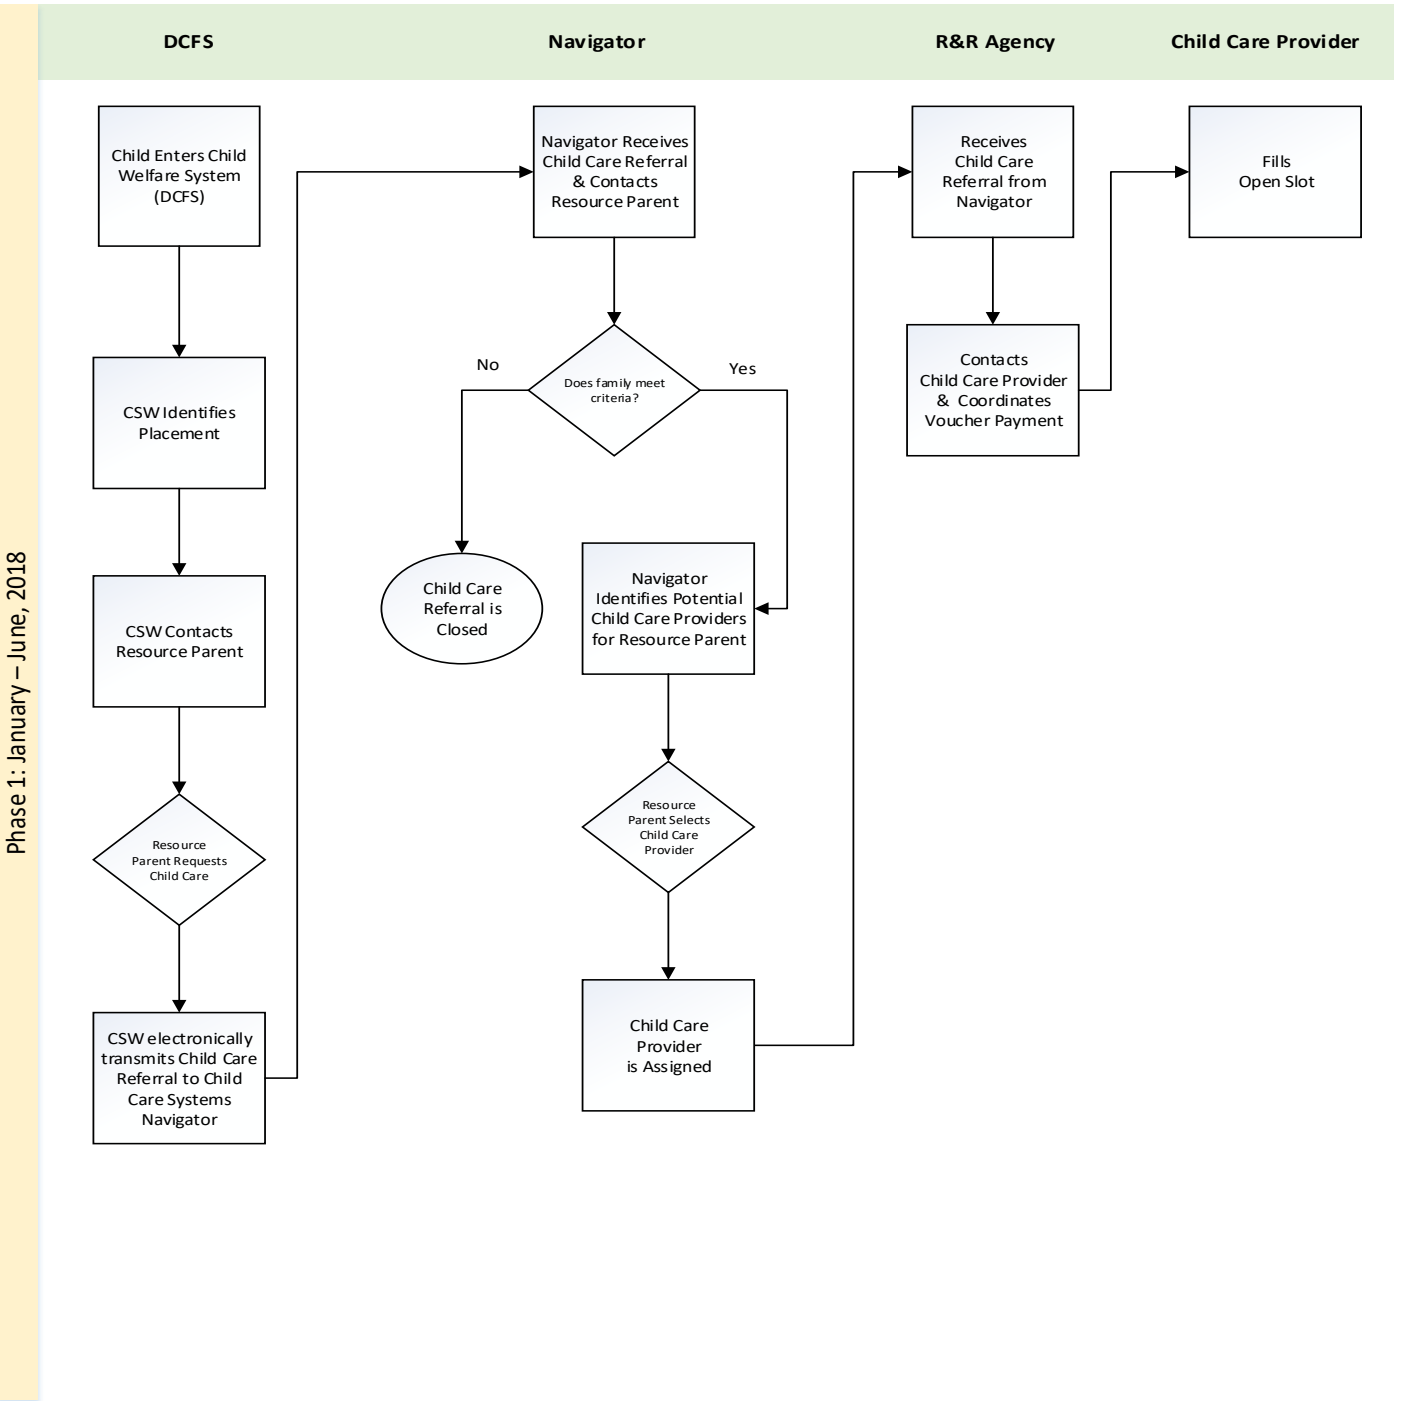 DCFS
Navigator
R&R Agency
Child Care Provider
Phase 1: January – June, 2018
Child Enters Child
Welfare System
(DCFS)
CSW Identifies
Placement
CSW Contacts
Resource Parent
Resource
Parent Requests
Child Care
CSW electronically
transmits Child Care
Referral to Child
Care Systems
Navigator
Navigator Receives
Child Care Referral
& Contacts
Resource Parent
Does family meet
criteria?
No
Yes
Child Care
Referral is
Closed
Navigator
Identifies Potential
Child Care Providers
for Resource Parent
Resource
Parent Selects
Child Care
Provider
Child Care
Provider
is Assigned
Receives
Child Care
Referral from
Navigator
Contacts
Child Care Provider
& Coordinates
Voucher Payment
Fills
Open Slot